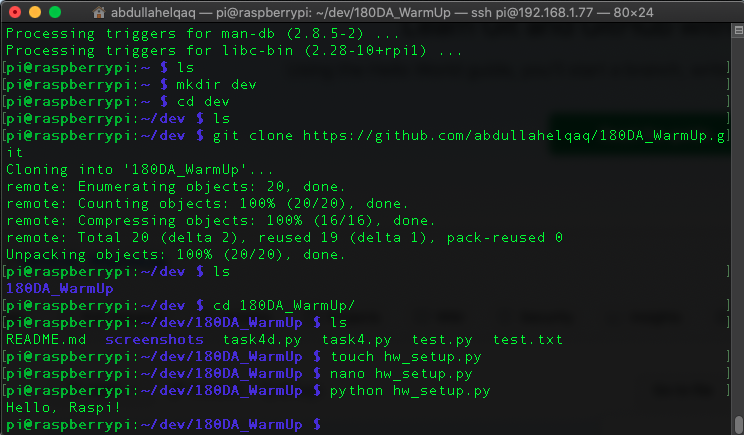 abdullahelqaq — pi@raspberrypi: ~/dev/180DA_WarmUp — ssh pi@192.168.1.77 — 80×24
Processing triggers for man-db (2.8.5-2) ...
Processing triggers for libc-bin (2.28-10+rpi1) ...
[pi@raspberrypi:~ $ ls ]
[pi@raspberrypi:~ $ mkdir dev ]
[pi@raspberrypi:~ $ cd dev ]
[pi@raspberrypi:~/dev $ ls ]
[pi@raspberrypi:~/dev $ git clone https://github.com/abdullahelqaq/180DA_WarmUp.g]
it
Cloning into '180DA_WarmUp'...
remote: Enumerating objects: 20, done.
remote: Counting objects: 100% (20/20), done.
remote: Compressing objects: 100% (16/16), done.
remote: Total 20 (delta 2), reused 19 (delta 1), pack-reused 0
Unpacking objects: 100% (20/20), done.
[pi@raspberrypi:~/dev $ ls ]
180DA_WarmUp
[pi@raspberrypi:~/dev $ cd 180DA_WarmUp/ ]
[pi@raspberrypi:~/dev/180DA_WarmUp $ ls ]
README.md screenshots task4d.py task4.py test.py test.txt
[pi@raspberrypi:~/dev/180DA_WarmUp $ touch hw_setup.py ]
[pi@raspberrypi:~/dev/180DA_WarmUp $ nano hw_setup.py ]
[pi@raspberrypi:~/dev/180DA_WarmUp $ python hw_setup.py ]
Hello, Raspi!
pi@raspberrypi:~/dev/180DA_WarmUp $